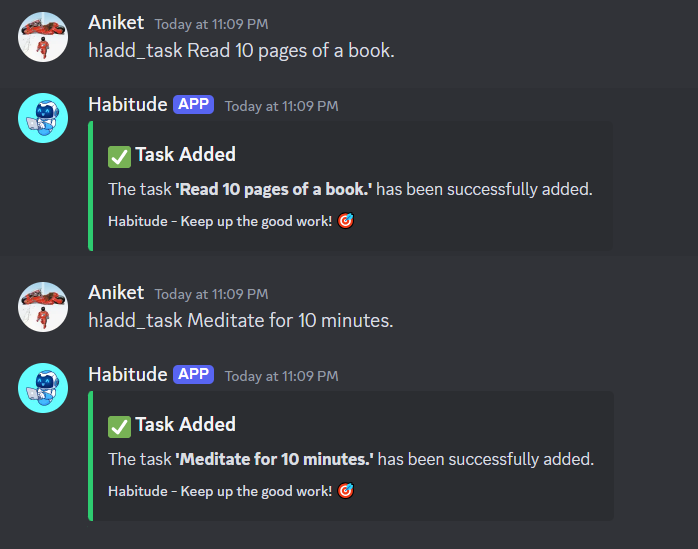 Aniket Today at 11:09 PM
h!add_task Read 10 pages of a book.
Habitude APP Today at 11:09 PM
✅ Task Added
The task 'Read 10 pages of a book.' has been successfully added.
Habitude - Keep up the good work! 🎯
Aniket Today at 11:09 PM
h!add_task Meditate for 10 minutes.
Habitude APP Today at 11:09 PM
✅ Task Added
The task 'Meditate for 10 minutes.' has been successfully added.
Habitude - Keep up the good work! 🎯